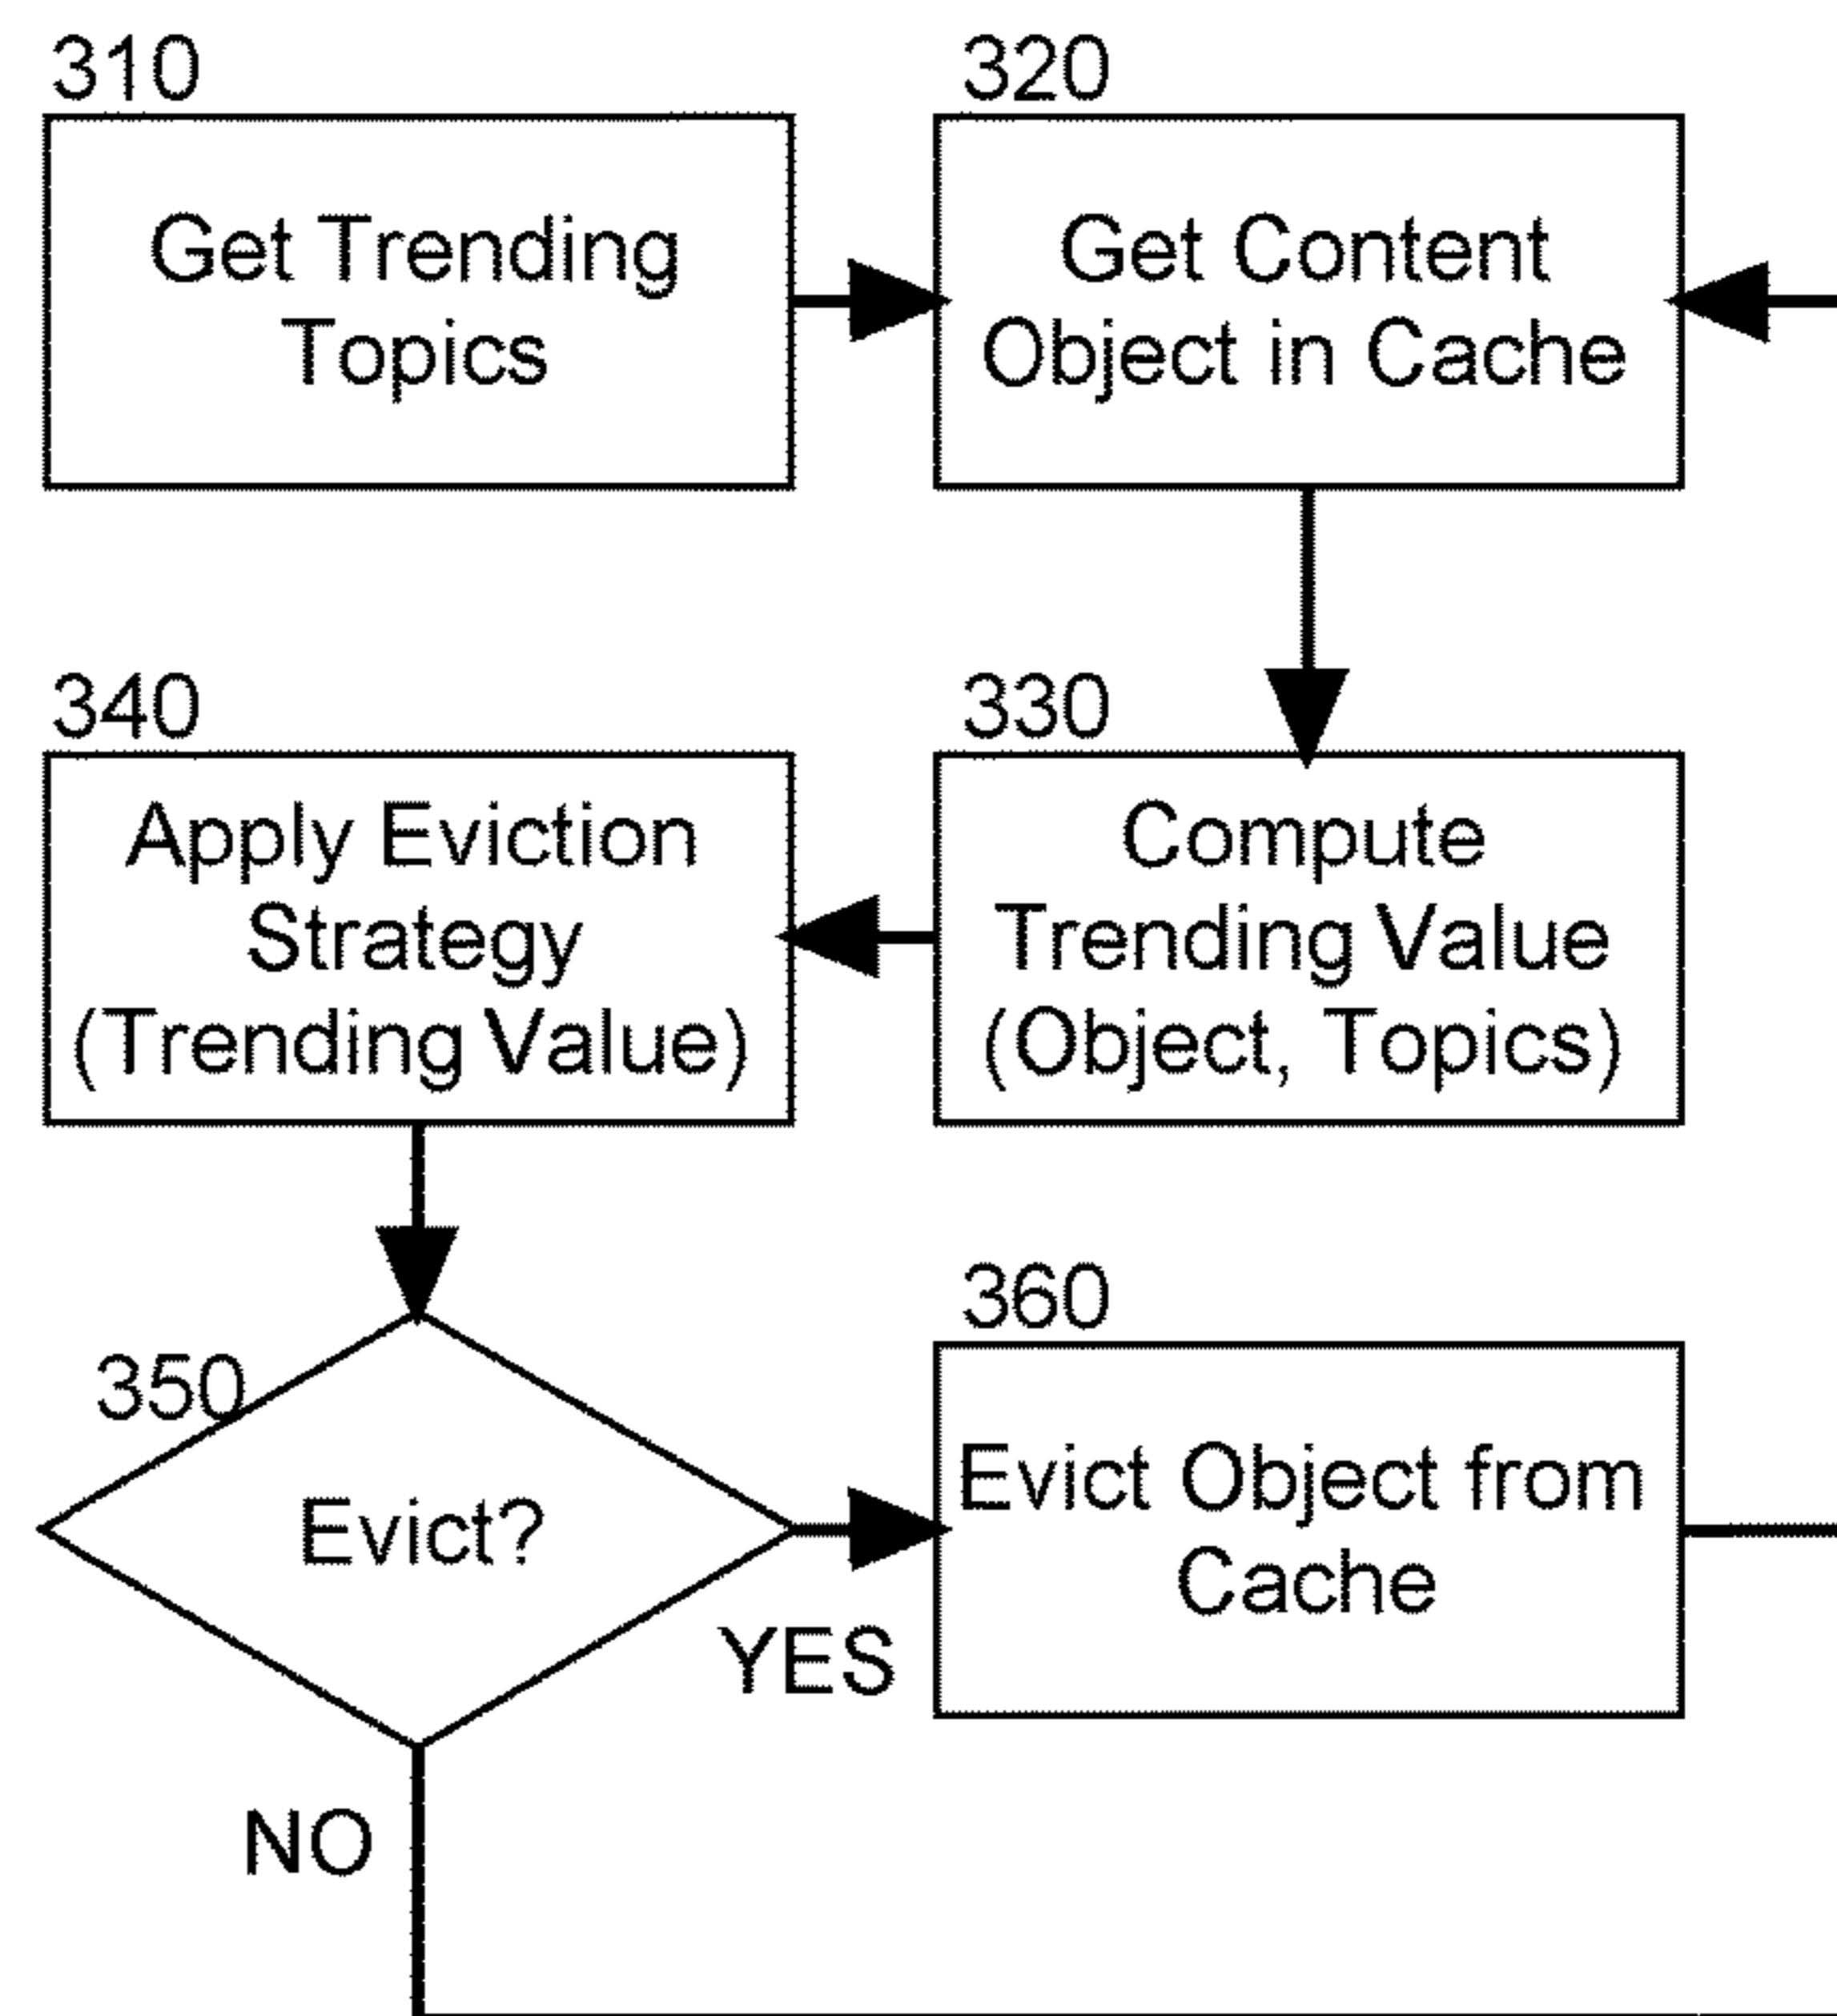 310
Get Trending
Topics
320
Get Content
Object in Cache
340
Apply Eviction
Strategy
(Trending Value)
330
Compute
Trending Value
(Object, Topics)
350
Evict?
YES
NO
360
Evict Object from
Cache